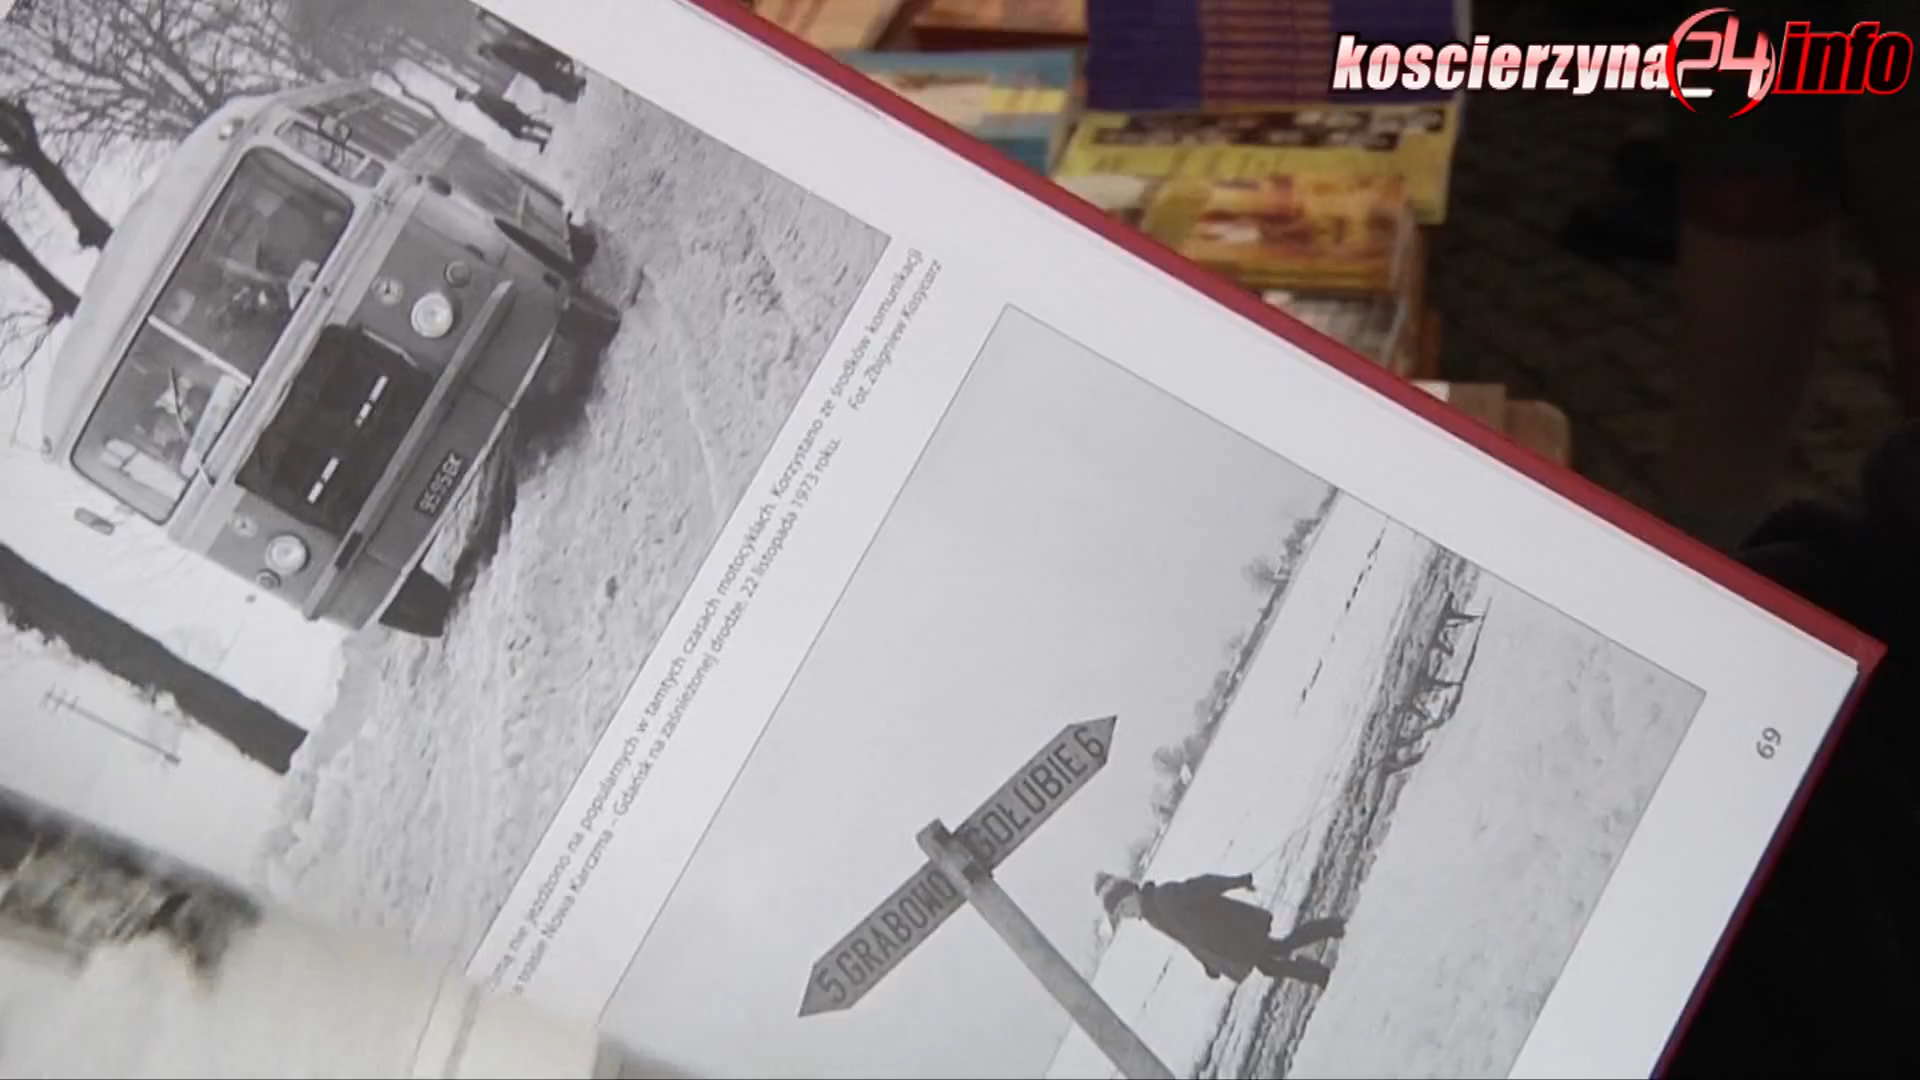 koscierzyna24info
zimą nie jeżdżono na popularnych w tamtych czasach motocyklach. Korzystano ze środków komunikacji
a trasie Nowa Karczma - Gdańsk na zaśnieżonej drodze. 22 listopada 1973 roku. Fot. Zbigniew Kosycarz
5 GRABOWO
GOŁUBIE 6
69